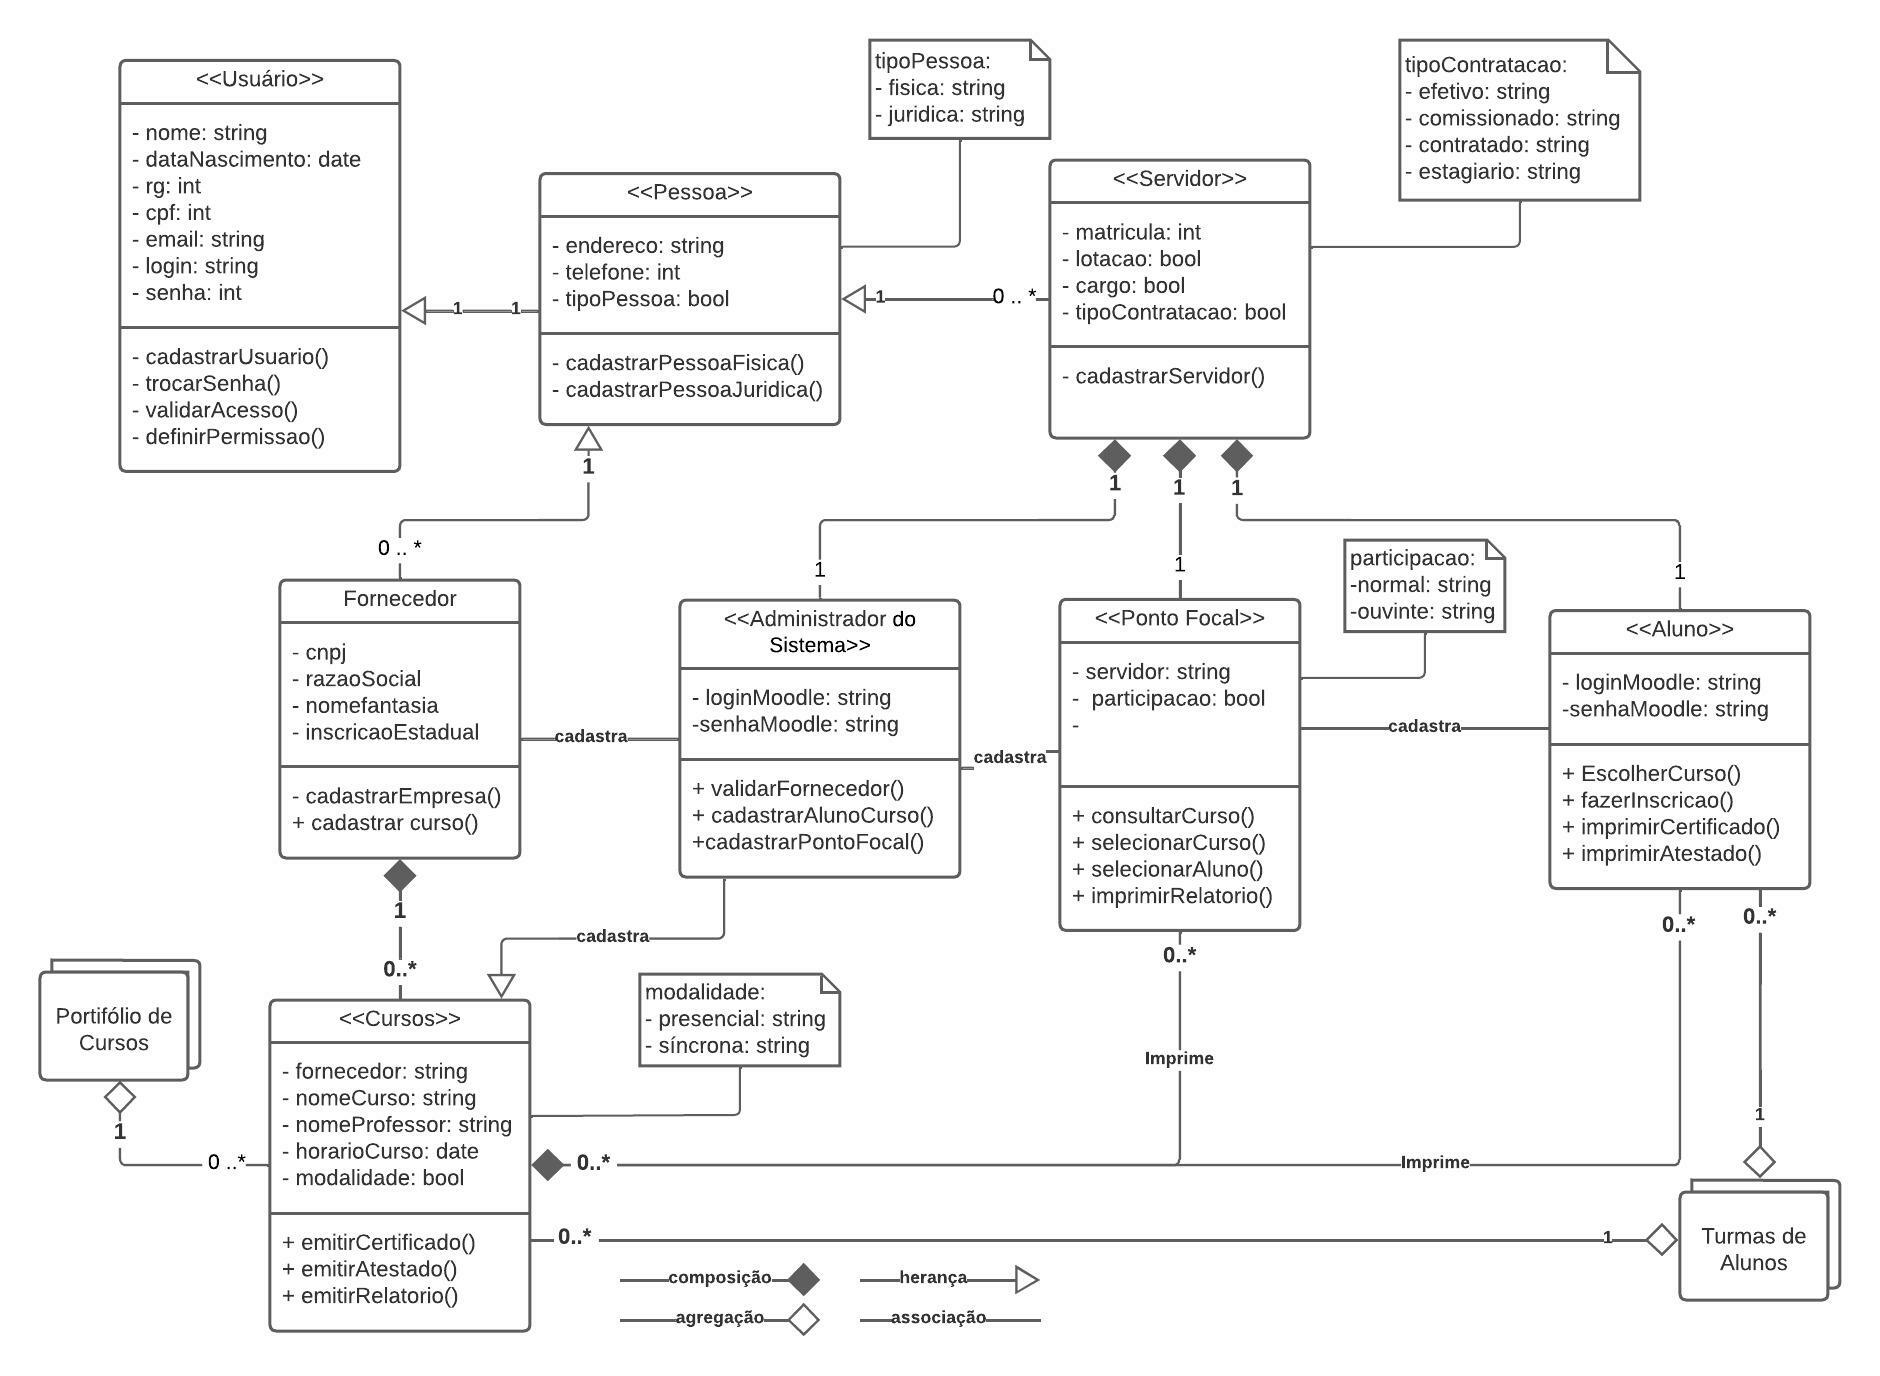 <<Usuário>>
- nome: string
- dataNascimento: date
- rg: int
- cpf: int
- email: string
- login: string
- senha: int
- cadastrarUsuario()
- trocarSenha()
- validarAcesso()
- definirPermissao()
1
1
<<Pessoa>>
- endereco: string
- telefone: int
- tipoPessoa: bool
- cadastrarPessoaFisica()
- cadastrarPessoaJuridica()
tipoPessoa:
- fisica: string
- juridica: string
1
0 .. *
<<Servidor>>
- matricula: int
- lotacao: bool
- cargo: bool
- tipoContratacao: bool
- cadastrarServidor()
tipoContratacao:
- efetivo: string
- comissionado: string
- contratado: string
- estagiario: string
1
0 .. *
1
1
1
1
1
1
Fornecedor
- cnpj
- razaoSocial
- nomefantasia
- inscricaoEstadual
- cadastrarEmpresa()
+ cadastrar curso()
cadastra
<<Administrador do
Sistema>>
- loginMoodle: string
-senhaMoodle: string
+ validarFornecedor()
+ cadastrarAlunoCurso()
+cadastrarPontoFocal()
cadastra
<<Ponto Focal>>
- servidor: string
-  participacao: bool
-
+ consultarCurso()
+ selecionarCurso()
+ selecionarAluno()
+ imprimirRelatorio()
participacao:
-normal: string
-ouvinte: string
cadastra
<<Aluno>>
- loginMoodle: string
-senhaMoodle: string
+ EscolherCurso()
+ fazerInscricao()
+ imprimirCertificado()
+ imprimirAtestado()
1
0..*
cadastra
0..*
0..*
0..*
Portifólio de
Cursos
1
0 ..*
<<Cursos>>
- fornecedor: string
- nomeCurso: string
- nomeProfessor: string
- horarioCurso: date
- modalidade: bool
+ emitirCertificado()
+ emitirAtestado()
+ emitirRelatorio()
modalidade:
- presencial: string
- síncrona: string
Imprime
0..*
Imprime
1
0..*
1
Turmas de
Alunos
composição
herança
agregação
associação